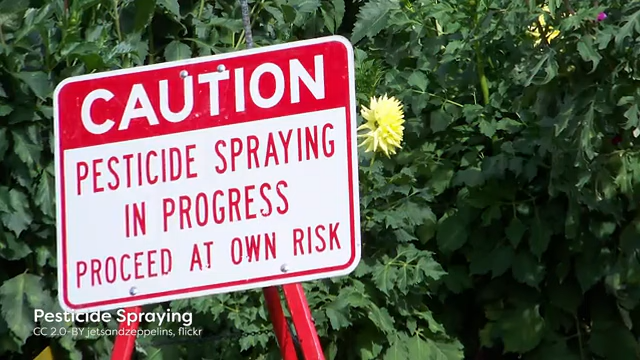 CAUTION
PESTICIDE SPRAYING
IN PROGRESS
PROCEED AT OWN RISK
Pesticide Spraying
CC 2.0-BY jetsandzeppelins, flickr